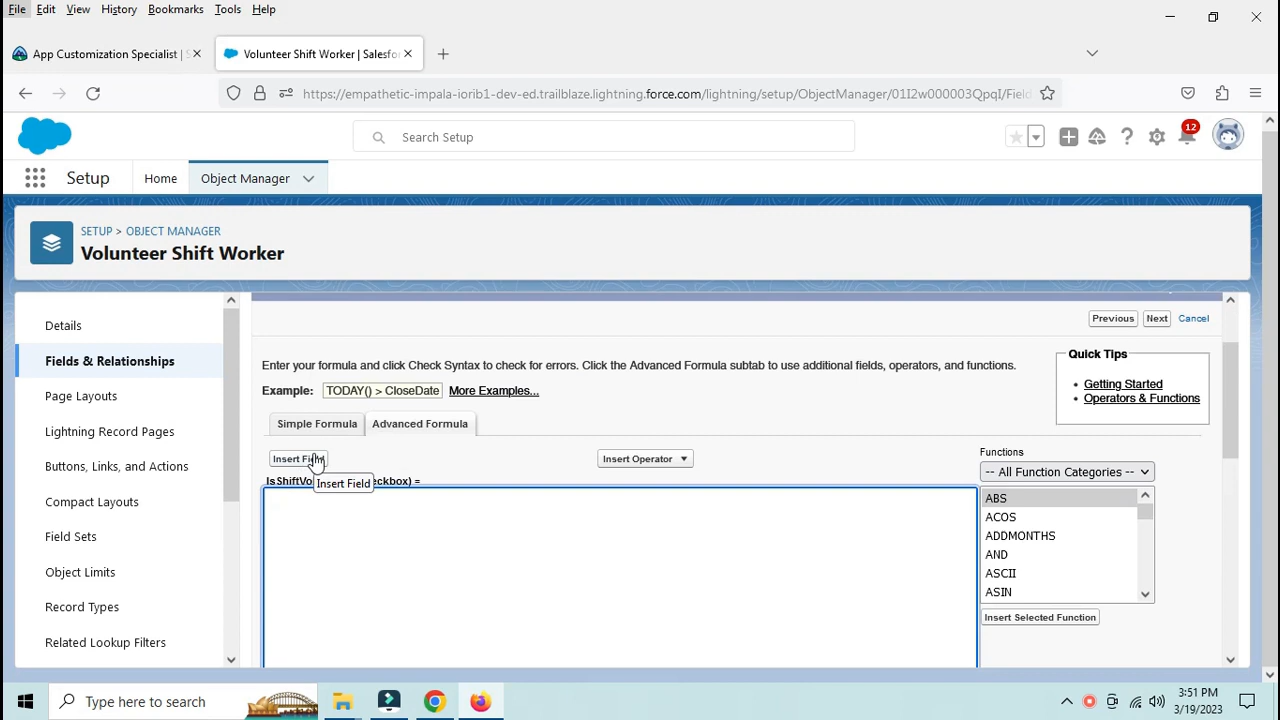 File Edit View History Bookmarks Tools Help
App Customization Specialist | S
Volunteer Shift Worker | Salesfor
https://empathetic-impala-iorib1-dev-ed.trailblaze.lightning.force.com/lightning/setup/ObjectManager/01I2w000003QpqI/Field
Search Setup
12
Setup Home Object Manager
SETUP > OBJECT MANAGER
Volunteer Shift Worker
Details
Fields & Relationships
Page Layouts
Lightning Record Pages
Buttons, Links, and Actions
Compact Layouts
Field Sets
Object Limits
Record Types
Related Lookup Filters
Previous Next Cancel
Enter your formula and click Check Syntax to check for errors. Click the Advanced Formula subtab to use additional fields, operators, and functions.
Example: TODAY() > CloseDate More Examples...
Quick Tips
• Getting Started
• Operators & Functions
Simple Formula Advanced Formula
Insert Field
Insert Operator
Insert Field
IsShiftVo eckbox) =
Functions
-- All Function Categories --
ABS
ACOS
ADDMONTHS
AND
ASCII
ASIN
Insert Selected Function
Type here to search
3:51 PM
3/19/2023